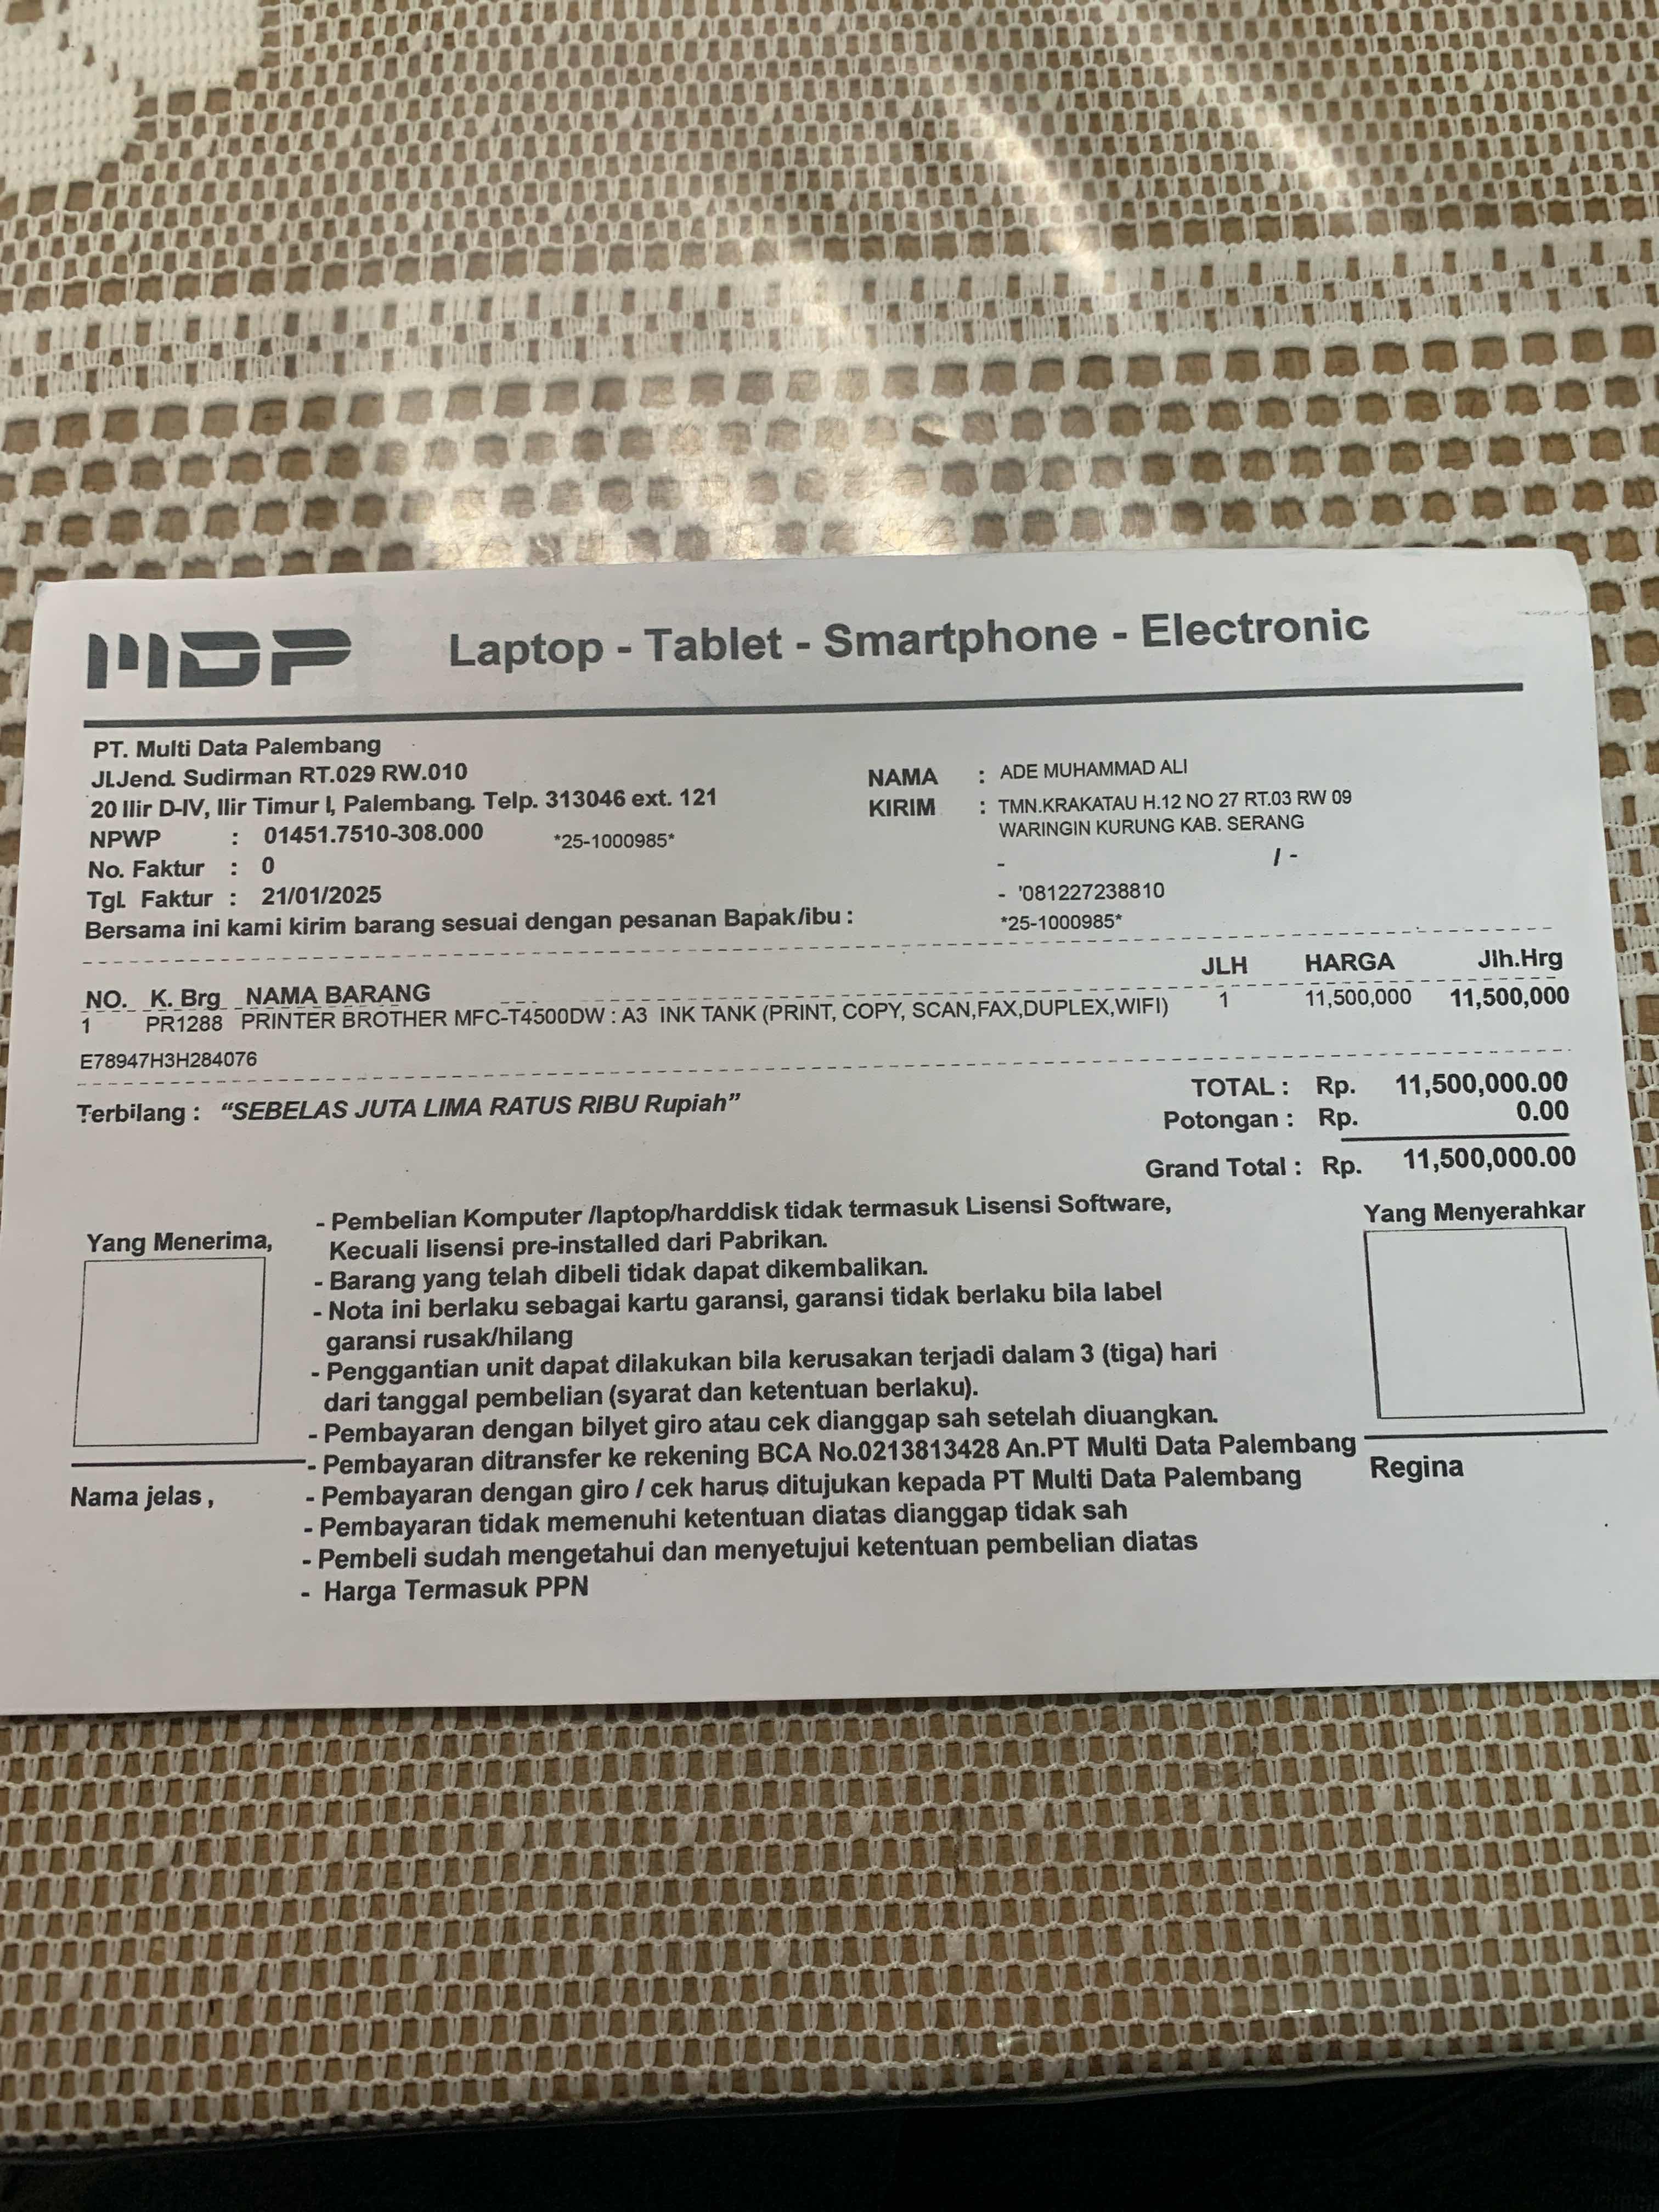 MDP
Laptop - Tablet - Smartphone - Electronic
PT. Multi Data Palembang
Jl.Jend. Sudirman RT.029 RW.010
20 Ilir D-IV, Ilir Timur I, Palembang. Telp. 313046 ext. 121
NPWP : 01451.7510-308.000 *25-1000985*
No. Faktur : 0
Tgl. Faktur : 21/01/2025
Bersama ini kami kirim barang sesuai dengan pesanan Bapak/ibu :
NAMA : ADE MUHAMMAD ALI
KIRIM : TMN.KRAKATAU H.12 NO 27 RT.03 RW 09
WARINGIN KURUNG KAB. SERANG
- / -
- '081227238810
*25-1000985*
NO. K. Brg NAMA BARANG JLH HARGA Jlh.Hrg
1 PR1288 PRINTER BROTHER MFC-T4500DW : A3 INK TANK (PRINT, COPY, SCAN,FAX,DUPLEX,WIFI) 1 11,500,000 11,500,000
E78947H3H284076
Terbilang : “SEBELAS JUTA LIMA RATUS RIBU Rupiah”
TOTAL : Rp. 11,500,000.00
Potongan : Rp. 0.00
Grand Total : Rp. 11,500,000.00
Yang Menerima,
Nama jelas ,
- Pembelian Komputer /laptop/harddisk tidak termasuk Lisensi Software,
Kecuali lisensi pre-installed dari Pabrikan.
- Barang yang telah dibeli tidak dapat dikembalikan.
- Nota ini berlaku sebagai kartu garansi, garansi tidak berlaku bila label
garansi rusak/hilang
- Penggantian unit dapat dilakukan bila kerusakan terjadi dalam 3 (tiga) hari
dari tanggal pembelian (syarat dan ketentuan berlaku).
- Pembayaran dengan bilyet giro atau cek dianggap sah setelah diuangkan.
- Pembayaran ditransfer ke rekening BCA No.0213813428 An.PT Multi Data Palembang
- Pembayaran dengan giro / cek harus ditujukan kepada PT Multi Data Palembang
- Pembayaran tidak memenuhi ketentuan diatas dianggap tidak sah
- Pembeli sudah mengetahui dan menyetujui ketentuan pembelian diatas
- Harga Termasuk PPN
Yang Menyerahkar
Regina